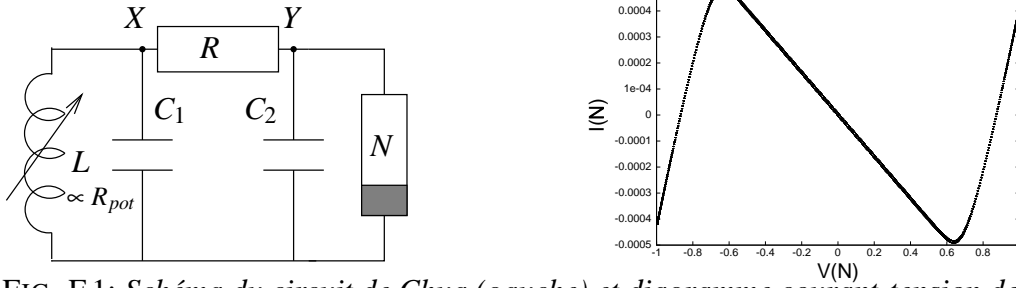 X
Y
R
C1
C2
N
L
∝ Rpot
0.0004
0.0003
0.0002
1e-04
0
-0.0001
-0.0002
-0.0003
-0.0004
-0.0005
I(N)
-1 -0.8 -0.6 -0.4 -0.2 0 0.2 0.4 0.6 0.8
V(N)
FIG. F.1: Schéma du circuit de Chua (gauche) et diagramme courant-tension de